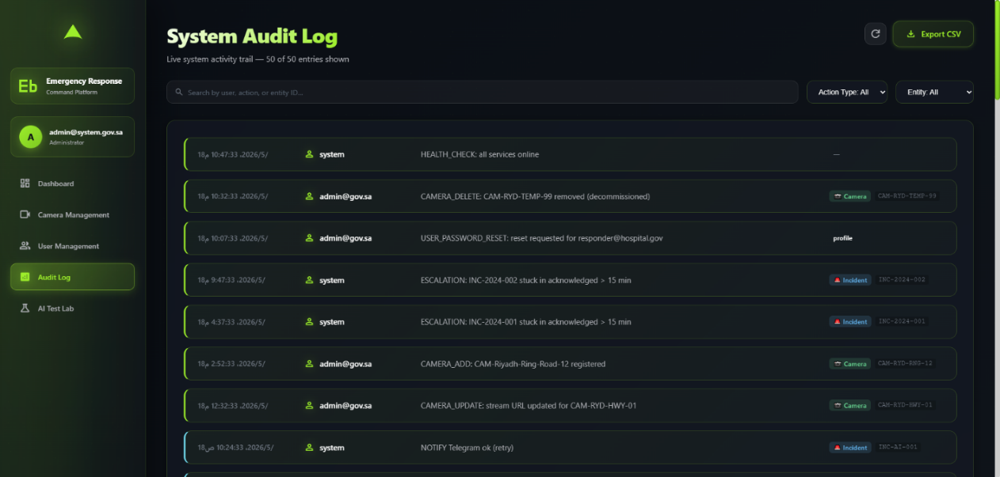 Eb
Emergency Response
Command Platform
A
admin@system.gov.sa
Administrator
Dashboard
Camera Management
User Management
Audit Log
AI Test Lab
System Audit Log
Live system activity trail — 50 of 50 entries shown
Export CSV
Search by user, action, or entity ID...
Action Type: All
Entity: All
18‏/5‏/2026، 10:47:33 م system HEALTH_CHECK: all services online —
18‏/5‏/2026، 10:32:33 م admin@gov.sa CAMERA_DELETE: CAM-RYD-TEMP-99 removed (decommissioned) Camera CAM-RYD-TEMP-99
18‏/5‏/2026، 10:07:33 م admin@gov.sa USER_PASSWORD_RESET: reset requested for responder@hospital.gov profile
18‏/5‏/2026، 9:47:33 م system ESCALATION: INC-2024-002 stuck in acknowledged > 15 min Incident INC-2024-002
18‏/5‏/2026، 4:37:33 م system ESCALATION: INC-2024-001 stuck in acknowledged > 15 min Incident INC-2024-001
18‏/5‏/2026، 2:52:33 م admin@gov.sa CAMERA_ADD: CAM-Riyadh-Ring-Road-12 registered Camera CAM-RYD-RNG-12
18‏/5‏/2026، 12:32:33 م admin@gov.sa CAMERA_UPDATE: stream URL updated for CAM-RYD-HWY-01 Camera CAM-RYD-HWY-01
18‏/5‏/2026، 10:24:33 ص system NOTIFY Telegram ok (retry) Incident INC-AI-001